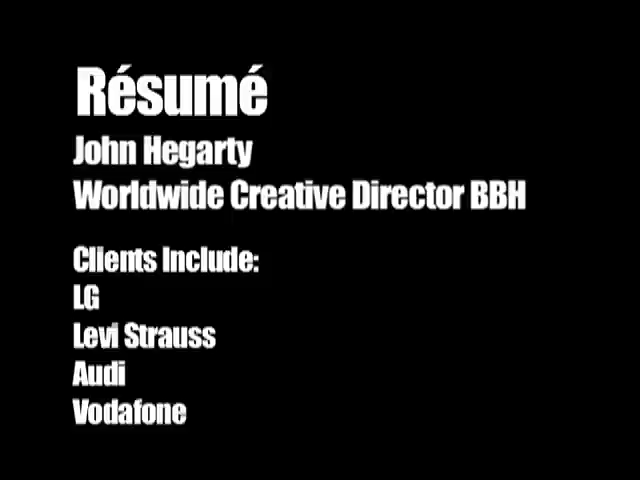 Résumé
John Hegarty
Worldwide Creative Director BBH
Clients Include:
LG
Levi Strauss
Audi
Vodafone